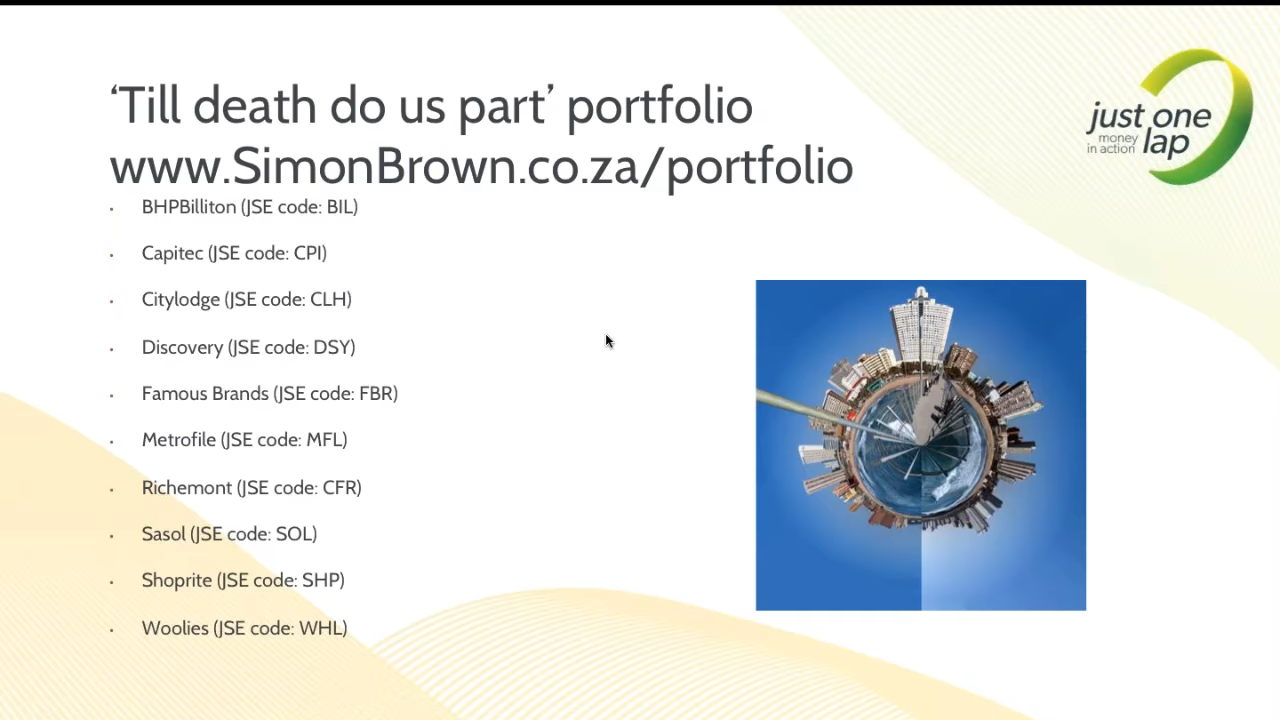 ‘Till death do us part’ portfolio
www.SimonBrown.co.za/portfolio
just one
money
in action lap
• BHPBilliton (JSE code: BIL)
• Capitec (JSE code: CPI)
• Citylodge (JSE code: CLH)
• Discovery (JSE code: DSY)
• Famous Brands (JSE code: FBR)
• Metrofile (JSE code: MFL)
• Richemont (JSE code: CFR)
• Sasol (JSE code: SOL)
• Shoprite (JSE code: SHP)
• Woolies (JSE code: WHL)